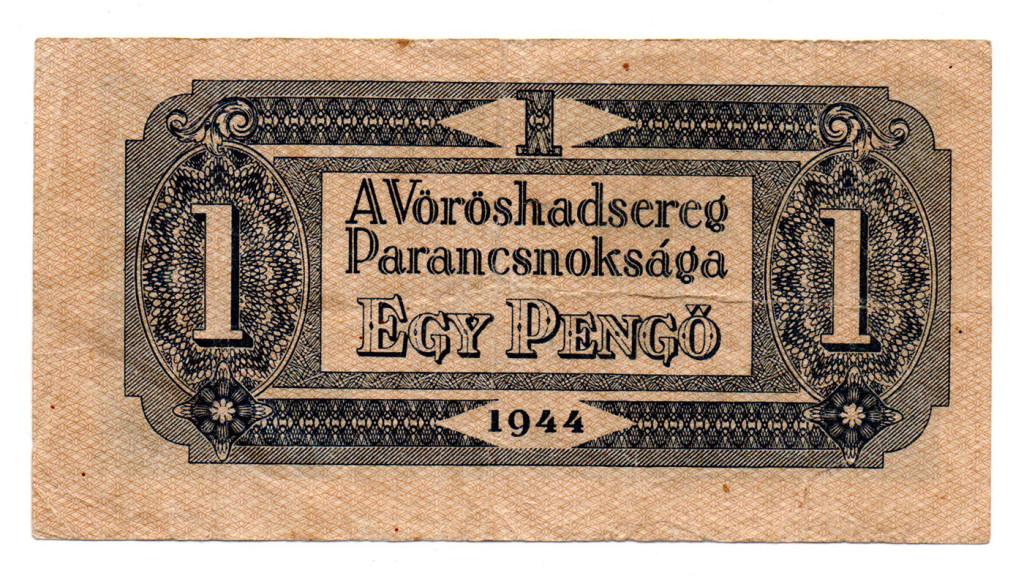 1
A Vöröshadsereg
Parancsnoksága
1 1
EGY PENGŐ
1944